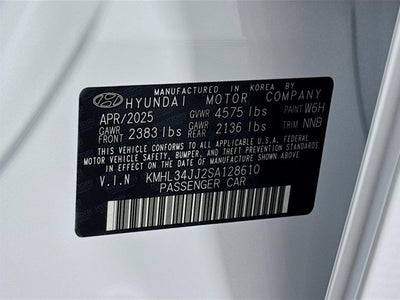 MANUFACTURED IN KOREA BY
HYUNDAI MOTOR COMPANY
APR/2025 GVWR 4575 lbs PAINT W6H
GAWR FRONT 2383 lbs GAWR REAR 2136 lbs TRIM NNB
THIS VEHICLE CONFORMS TO ALL APPLICABLE U.S.A. FEDERAL
MOTOR VEHICLE SAFETY, BUMPER, AND THEFT PREVENTION
STANDARDS IN EFFECT ON THE DATE OF MANUFACTURE SHOWN ABOVE
V.I.N KMHL34JJ2SA128610
PASSENGER CAR